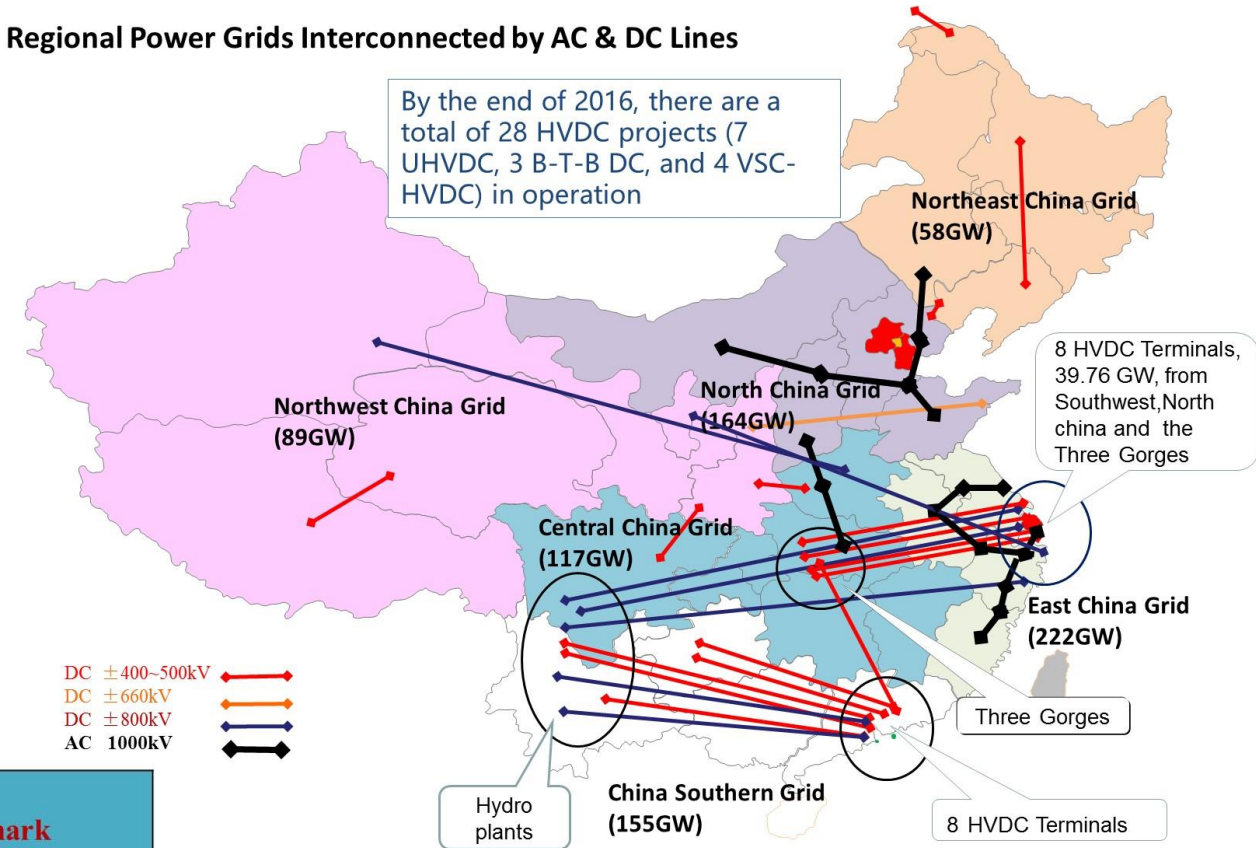 Regional Power Grids Interconnected by AC & DC Lines
By the end of 2016, there are a
total of 28 HVDC projects (7
UHVDC, 3 B-T-B DC, and 4 VSC-
HVDC) in operation
Northeast China Grid
(58GW)
8 HVDC Terminals,
39.76 GW, from
Southwest,North
china and the
Three Gorges
North China Grid
(164GW)
Northwest China Grid
(89GW)
Central China Grid
(117GW)
East China Grid
(222GW)
DC ±400~500kV
DC ±660kV
DC ±800kV
AC 1000kV
Three Gorges
Hydro
plants
China Southern Grid
(155GW)
8 HVDC Terminals